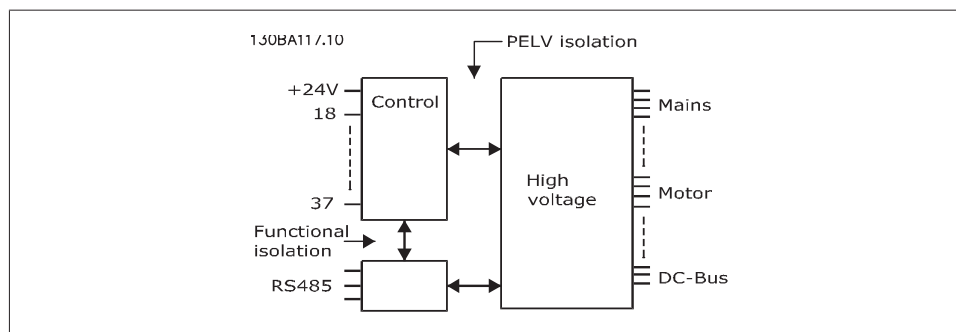 130BA117.10
PELV isolation
+24V
Control
18
Mains
High
voltage
Motor
37
Functional
isolation
RS485
DC-Bus